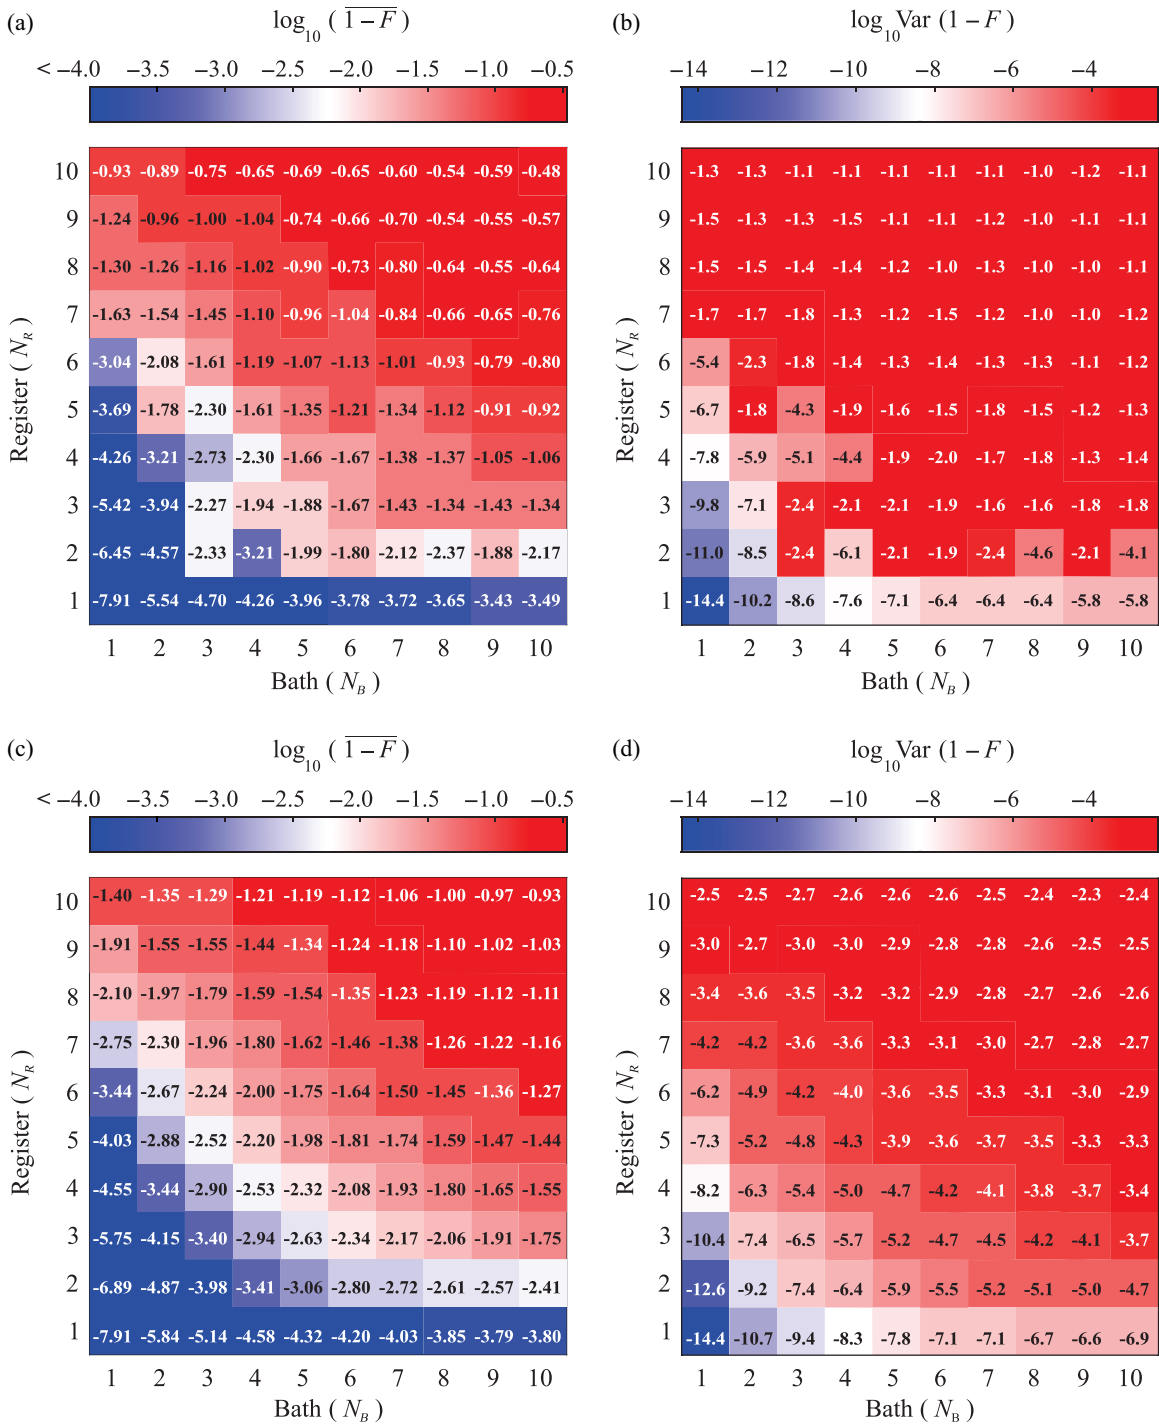 (a) log10 ( 1 − F )
< −4.0 −3.5 −3.0 −2.5 −2.0 −1.5 −1.0 −0.5
Register ( N_R )
10 -0.93 -0.89 -0.75 -0.65 -0.69 -0.65 -0.60 -0.54 -0.59 -0.48
9 -1.24 -0.96 -1.00 -1.04 -0.74 -0.66 -0.70 -0.54 -0.55 -0.57
8 -1.30 -1.26 -1.16 -1.02 -0.90 -0.73 -0.80 -0.64 -0.55 -0.64
7 -1.63 -1.54 -1.45 -1.10 -0.96 -1.04 -0.84 -0.66 -0.65 -0.76
6 -3.04 -2.08 -1.61 -1.19 -1.07 -1.13 -1.01 -0.93 -0.79 -0.80
5 -3.69 -1.78 -2.30 -1.61 -1.35 -1.21 -1.34 -1.12 -0.91 -0.92
4 -4.26 -3.21 -2.73 -2.30 -1.66 -1.67 -1.38 -1.37 -1.05 -1.06
3 -5.42 -3.94 -2.27 -1.94 -1.88 -1.67 -1.43 -1.34 -1.43 -1.34
2 -6.45 -4.57 -2.33 -3.21 -1.99 -1.80 -2.12 -2.37 -1.88 -2.17
1 -7.91 -5.54 -4.70 -4.26 -3.96 -3.78 -3.72 -3.65 -3.43 -3.49
1 2 3 4 5 6 7 8 9 10
Bath ( N_B )
(b) log10Var (1 − F )
−14 −12 −10 −8 −6 −4
Register ( N_R )
10 -1.3 -1.3 -1.1 -1.1 -1.1 -1.1 -1.1 -1.0 -1.2 -1.1
9 -1.5 -1.3 -1.3 -1.5 -1.1 -1.1 -1.2 -1.0 -1.1 -1.1
8 -1.5 -1.5 -1.4 -1.4 -1.2 -1.0 -1.3 -1.0 -1.0 -1.1
7 -1.7 -1.7 -1.8 -1.3 -1.2 -1.5 -1.2 -1.0 -1.0 -1.2
6 -5.4 -2.3 -1.8 -1.4 -1.3 -1.4 -1.3 -1.3 -1.1 -1.2
5 -6.7 -1.8 -4.3 -1.9 -1.6 -1.5 -1.8 -1.5 -1.2 -1.3
4 -7.8 -5.9 -5.1 -4.4 -1.9 -2.0 -1.7 -1.8 -1.3 -1.4
3 -9.8 -7.1 -2.4 -2.1 -2.1 -1.9 -1.6 -1.6 -1.8 -1.8
2 -11.0 -8.5 -2.4 -6.1 -2.1 -1.9 -2.4 -4.6 -2.1 -4.1
1 -14.4 -10.2 -8.6 -7.6 -7.1 -6.4 -6.4 -6.4 -5.8 -5.8
1 2 3 4 5 6 7 8 9 10
Bath ( N_B )
(c) log10 ( 1 − F )
< −4.0 −3.5 −3.0 −2.5 −2.0 −1.5 −1.0 −0.5
Register ( N_R )
10 -1.40 -1.35 -1.29 -1.21 -1.19 -1.12 -1.06 -1.00 -0.97 -0.93
9 -1.91 -1.55 -1.55 -1.44 -1.34 -1.24 -1.18 -1.10 -1.02 -1.03
8 -2.10 -1.97 -1.79 -1.59 -1.54 -1.35 -1.23 -1.19 -1.12 -1.11
7 -2.75 -2.30 -1.96 -1.80 -1.62 -1.46 -1.38 -1.26 -1.22 -1.16
6 -3.44 -2.67 -2.24 -2.00 -1.75 -1.64 -1.50 -1.45 -1.36 -1.27
5 -4.03 -2.88 -2.52 -2.20 -1.98 -1.81 -1.74 -1.59 -1.47 -1.44
4 -4.55 -3.44 -2.90 -2.53 -2.32 -2.08 -1.93 -1.80 -1.65 -1.55
3 -5.75 -4.15 -3.40 -2.94 -2.63 -2.34 -2.17 -2.06 -1.91 -1.75
2 -6.89 -4.87 -3.98 -3.41 -3.06 -2.80 -2.72 -2.61 -2.57 -2.41
1 -7.91 -5.84 -5.14 -4.58 -4.32 -4.20 -4.03 -3.85 -3.79 -3.80
1 2 3 4 5 6 7 8 9 10
Bath ( N_B )
(d) log10Var (1 − F )
−14 −12 −10 −8 −6 −4
Register ( N_R )
10 -2.5 -2.5 -2.7 -2.6 -2.6 -2.6 -2.5 -2.4 -2.3 -2.4
9 -3.0 -2.7 -3.0 -3.0 -2.9 -2.8 -2.8 -2.6 -2.5 -2.5
8 -3.4 -3.6 -3.5 -3.2 -3.2 -2.9 -2.8 -2.7 -2.6 -2.6
7 -4.2 -4.2 -3.6 -3.6 -3.3 -3.1 -3.0 -2.9 -2.8 -2.7
6 -6.2 -4.9 -4.2 -4.0 -3.6 -3.5 -3.3 -3.1 -3.0 -2.9
5 -7.3 -5.2 -4.8 -4.3 -3.9 -3.6 -3.7 -3.5 -3.3 -3.3
4 -8.2 -6.3 -5.4 -5.0 -4.7 -4.2 -4.1 -3.8 -3.7 -3.4
3 -10.4 -7.4 -6.5 -5.7 -5.2 -4.7 -4.5 -4.2 -4.1 -3.7
2 -12.6 -9.2 -7.4 -6.4 -5.9 -5.5 -5.2 -5.1 -5.0 -4.7
1 -14.4 -10.7 -9.4 -8.3 -7.8 -7.1 -7.1 -6.7 -6.6 -6.9
1 2 3 4 5 6 7 8 9 10
Bath ( N_B )